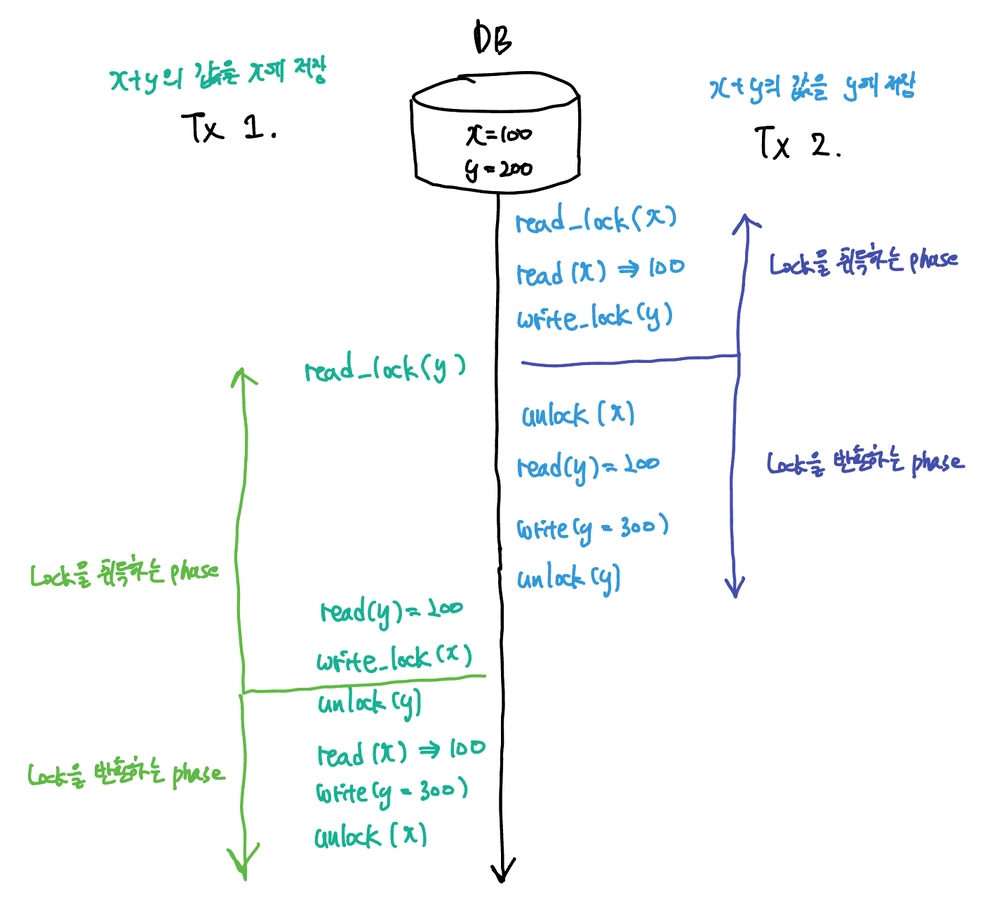 DB
x+y의 값을 x에 저장
Tx 1.
x=100
y=200
x+y의 값을 y에 저장
Tx 2.
read_lock(x)
read(x) ⇒ 100
write_lock(y)
Lock을 취득하는 phase
read_lock(y)
unlock(x)
read(y)=200
write(y=300)
unlock(y)
Lock을 반환하는 phase
Lock을 취득하는 phase
read(y)=200
write_lock(x)
unlock(y)
read(x) ⇒ 100
write(y=300)
unlock(x)
Lock을 반환하는 phase